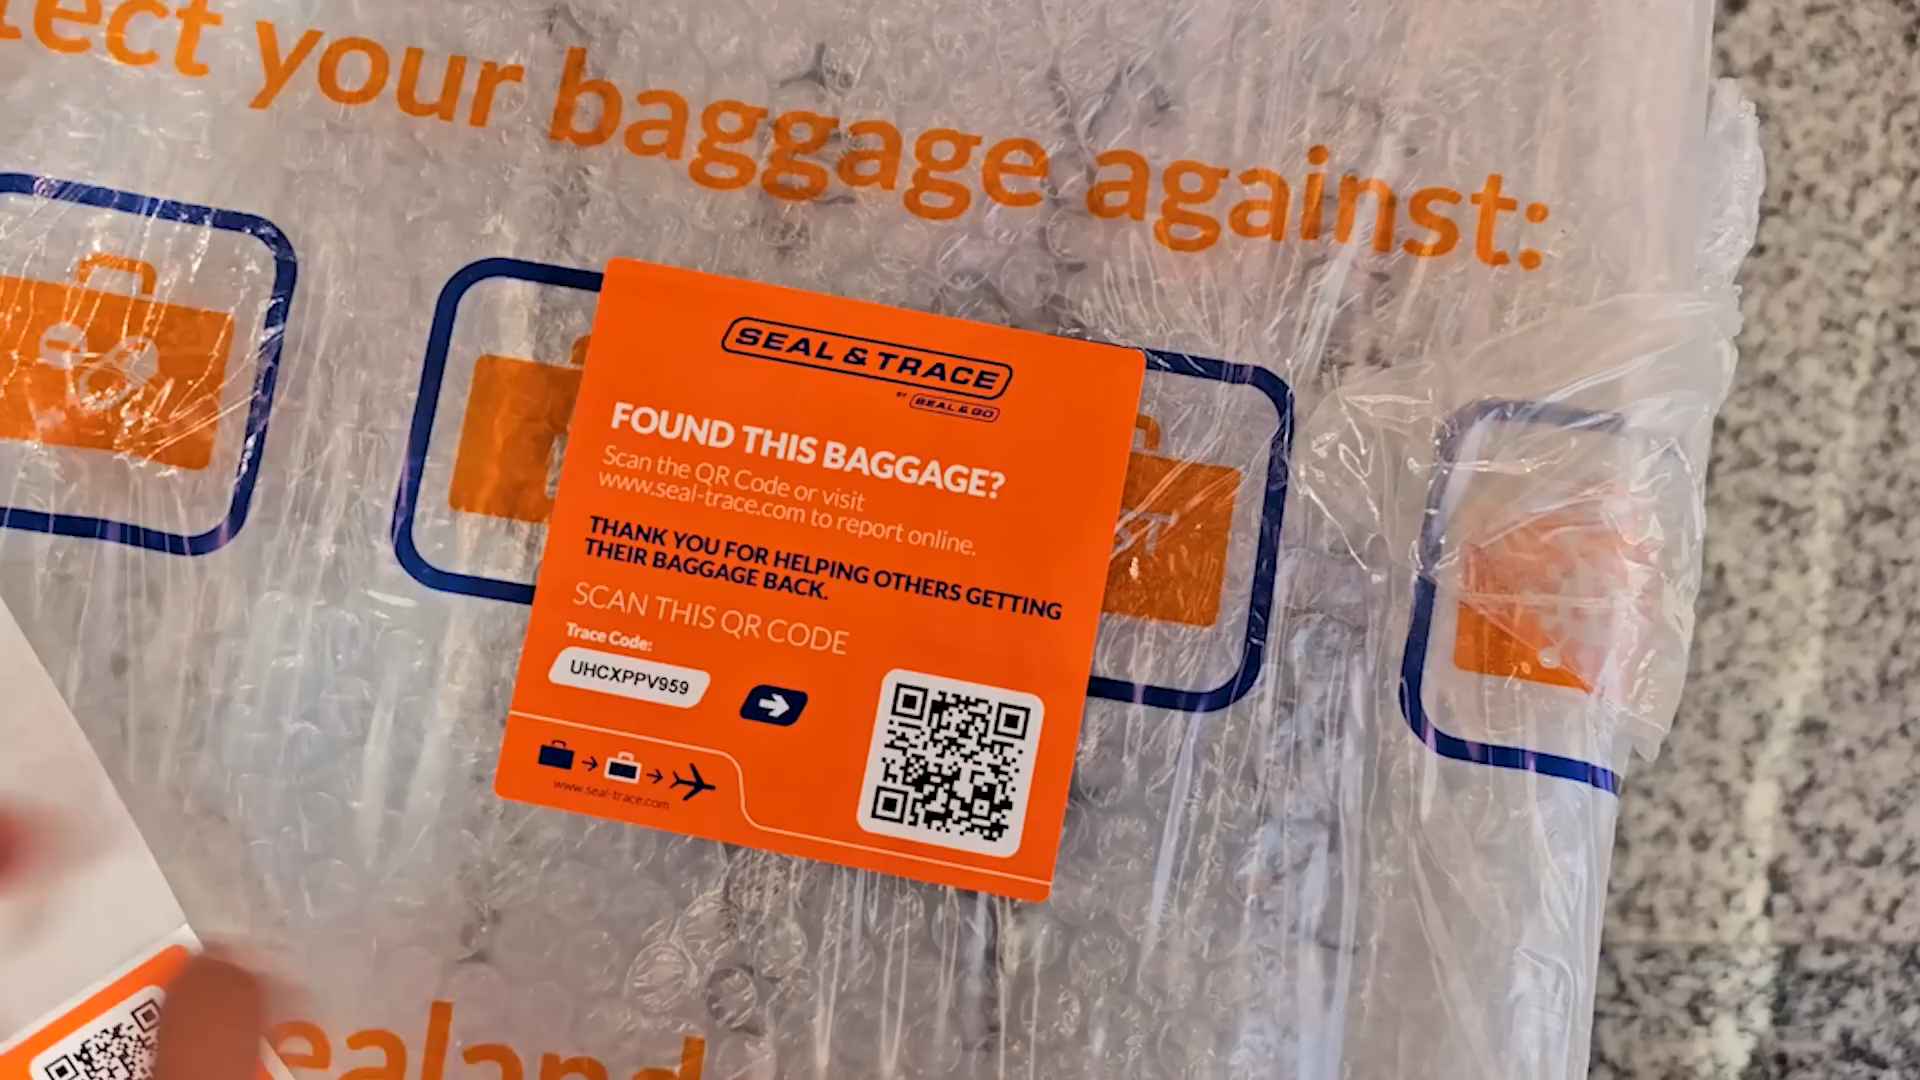 your baggage against:
SEAL & TRACE
BY SEAL & GO
FOUND THIS BAGGAGE?
Scan the QR Code or visit
www.seal-trace.com to report online.
THANK YOU FOR HELPING OTHERS GETTING
THEIR BAGGAGE BACK.
SCAN THIS QR CODE
Trace Code:
UHCXPPV959
www.seal-trace.com